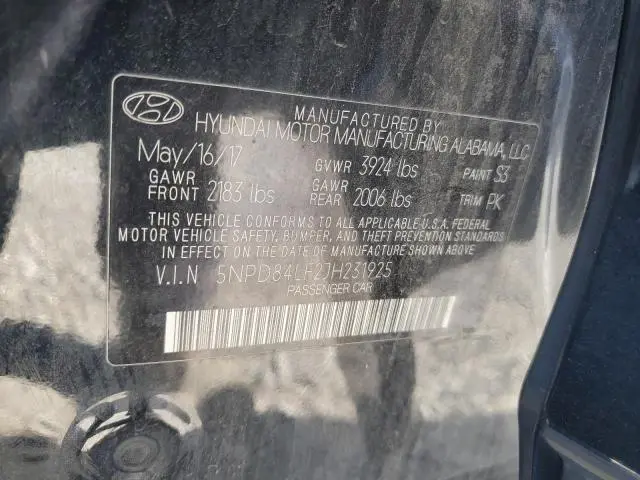 MANUFACTURED BY
HYUNDAI MOTOR MANUFACTURING ALABAMA, LLC
May/16/17 GVWR 3924 lbs PAINT S3
GAWR FRONT 2183 lbs GAWR REAR 2006 lbs TRIM PK
THIS VEHICLE CONFORMS TO ALL APPLICABLE U.S.A. FEDERAL
MOTOR VEHICLE SAFETY, BUMPER, AND THEFT PREVENTION STANDARDS
IN EFFECT ON THE DATE OF MANUFACTURE SHOWN ABOVE.
V.I.N 5NPD84LF2JH231925
PASSENGER CAR